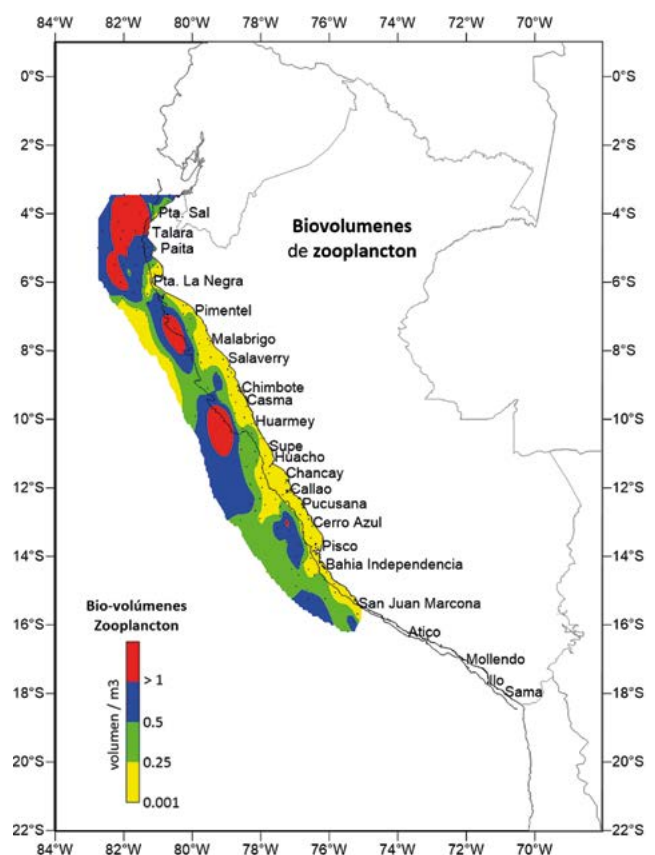 84°W 82°W 80°W 78°W 76°W 74°W 72°W 70°W
0°S 0°S
2°S 2°S
4°S Pta. Sal 4°S
Talara
Biovolumenes
de zooplancton
Paita
6°S Pta. La Negra 6°S
Pimentel
Malabrigo
8°S Salaverry 8°S
Chimbote
Casma
10°S Huarmey 10°S
Supe
Huacho
Chancay
12°S Callao 12°S
Pucusana
Cerro Azul
Pisco
14°S 14°S
Bahia Independencia
San Juan Marcona
Bio-volúmenes
Zooplancton
16°S Atico 16°S
Mollendo
Illo
Sama
volumen / m3
> 1
0.5
0.25
0.001
18°S 18°S
20°S 20°S
22°S 22°S
84°W 82°W 80°W 78°W 76°W 74°W 72°W 70°W